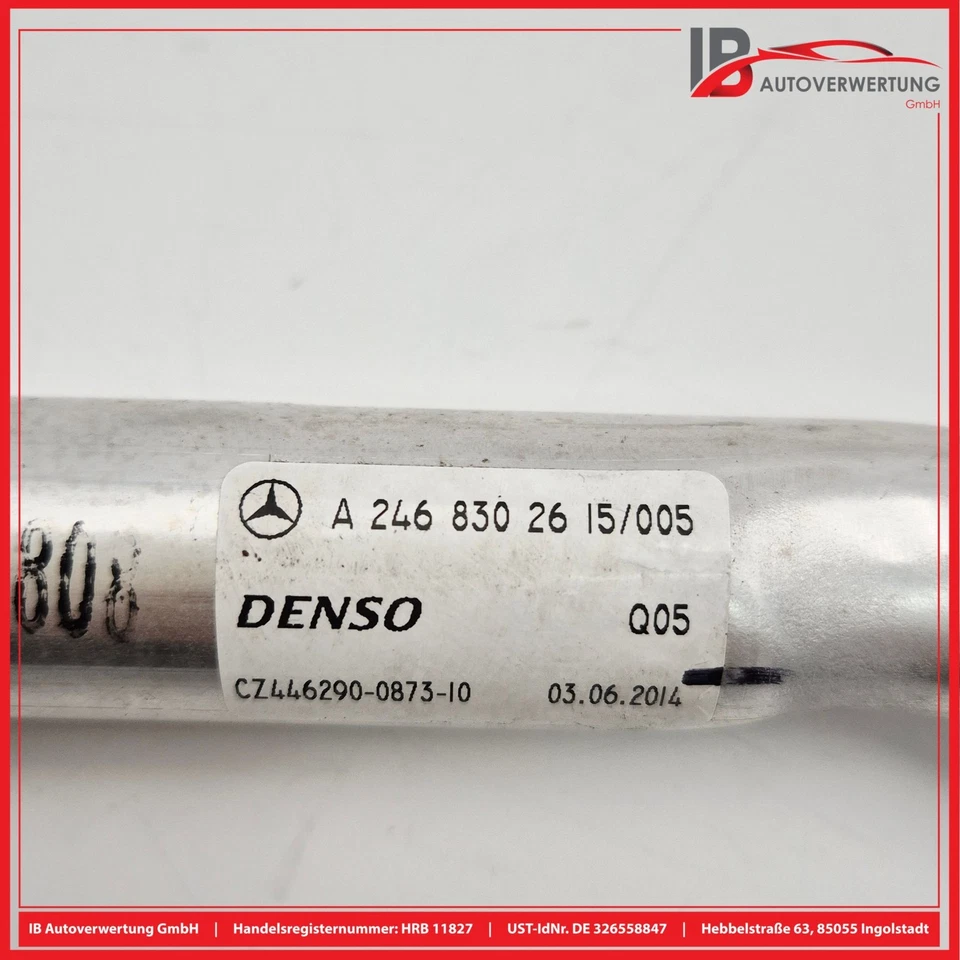 IB
AUTOVERWERTUNG
GmbH
A 246 830 26 15/005
DENSO
Q05
CZ446290-0873-10
03.06.2014
IB Autoverwertung GmbH | Handelsregisternummer: HRB 11827 | UST-IdNr. DE 326558847 | Hebbelstraße 63, 85055 Ingolstadt